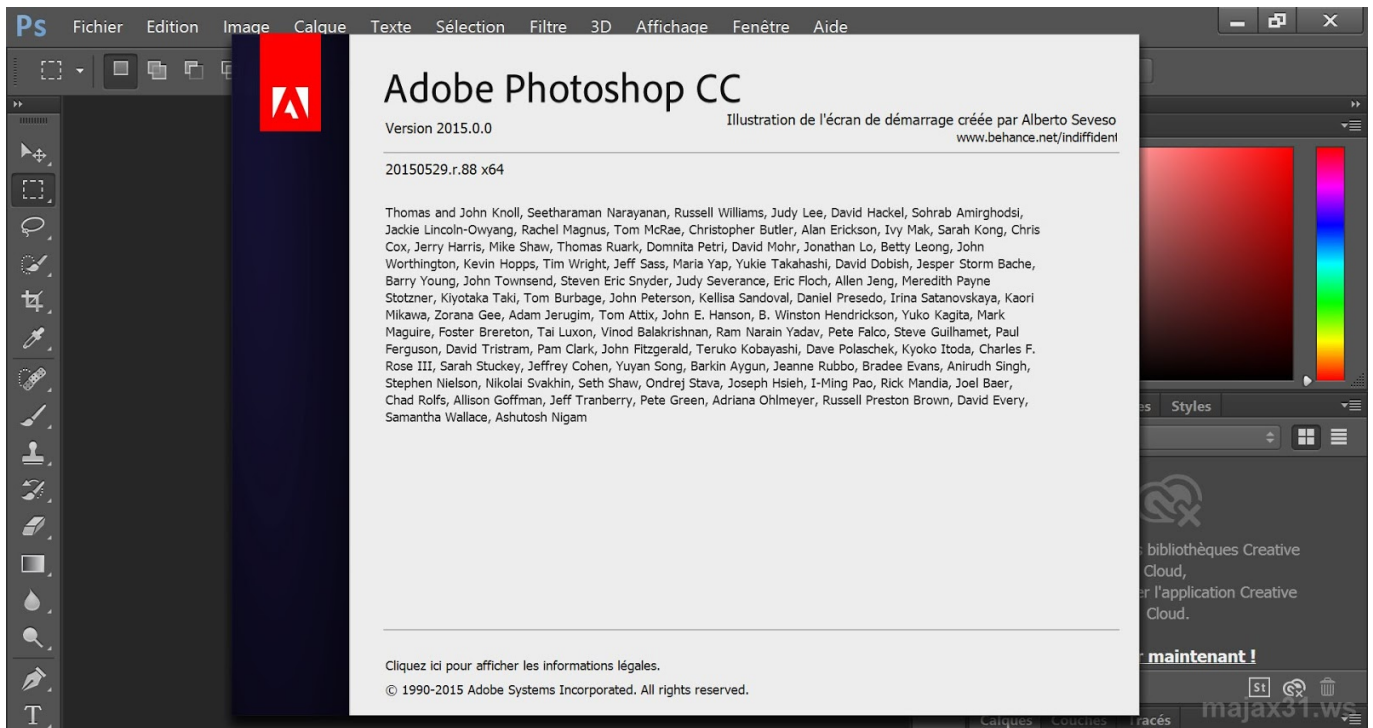 Ps Fichier Edition Image Calque Texte Sélection Filtre 3D Affichage Fenêtre Aide
Adobe Photoshop CC
Version 2015.0.0
Illustration de l'écran de démarrage créée par Alberto Seveso
www.behance.net/indiffident
20150529.r.88 x64
Thomas and John Knoll, Seetharaman Narayanan, Russell Williams, Judy Lee, David Hackel, Sohrab Amirghodsi,
Jackie Lincoln-Owyang, Rachel Magnus, Tom McRae, Christopher Butler, Alan Erickson, Ivy Mak, Sarah Kong, Chris
Cox, Jerry Harris, Mike Shaw, Thomas Ruark, Domnita Petri, David Mohr, Jonathan Lo, Betty Leong, John
Worthington, Kevin Hopps, Tim Wright, Jeff Sass, Maria Yap, Yukie Takahashi, David Dobish, Jesper Storm Bache,
Barry Young, John Townsend, Steven Eric Snyder, Judy Severance, Eric Floch, Allen Jeng, Meredith Payne
Stotzner, Kiyotaka Taki, Tom Burbage, John Peterson, Kellisa Sandoval, Daniel Presedo, Irina Satanovskaya, Kaori
Mikawa, Zorana Gee, Adam Jerugim, Tom Attix, John E. Hanson, B. Winston Hendrickson, Yuko Kagita, Mark
Maguire, Foster Brereton, Tai Luxon, Vinod Balakrishnan, Ram Narain Yadav, Pete Falco, Steve Guilhamet, Paul
Ferguson, David Tristram, Pam Clark, John Fitzgerald, Teruko Kobayashi, Dave Polaschek, Kyoko Itoda, Charles F.
Rose III, Sarah Stuckey, Jeffrey Cohen, Yuyan Song, Barkin Aygun, Jeanne Rubbo, Bradee Evans, Anirudh Singh,
Stephen Nielson, Nikolai Svakhin, Seth Shaw, Ondrej Stava, Joseph Hsieh, I-Ming Pao, Rick Mandia, Joel Baer,
Chad Rolfs, Allison Goffman, Jeff Tranberry, Pete Green, Adriana Ohlmeyer, Russell Preston Brown, David Every,
Samantha Wallace, Ashutosh Nigam
Styles
bibliothèques Creative
Cloud,
l'application Creative
Cloud.
maintenant !
Cliquez ici pour afficher les informations légales.
© 1990-2015 Adobe Systems Incorporated. All rights reserved.
St
majax31.ws
Calques Couches Tracés
T